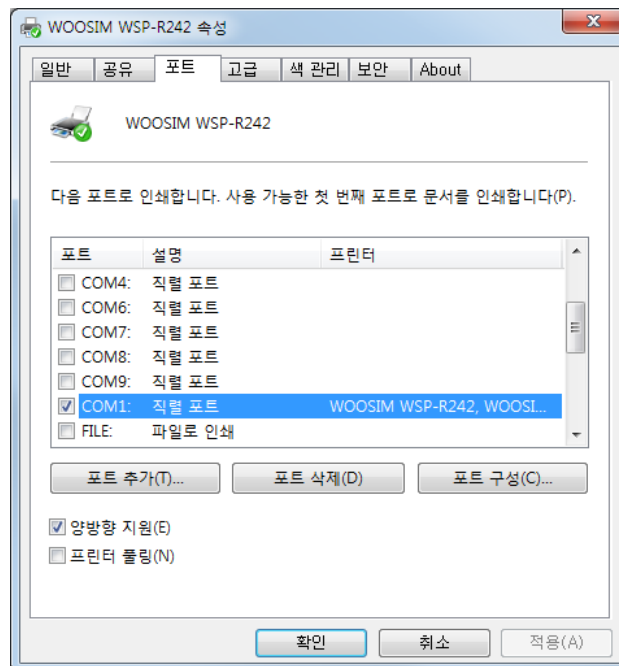 WOOSIM WSP-R242 속성
일반 공유 포트 고급 색 관리 보안 About
WOOSIM WSP-R242
다음 포트로 인쇄합니다. 사용 가능한 첫 번째 포트로 문서를 인쇄합니다(P).
포트 설명 프린터
COM4: 직렬 포트
COM6: 직렬 포트
COM7: 직렬 포트
COM8: 직렬 포트
COM9: 직렬 포트
COM1: 직렬 포트 WOOSIM WSP-R242, WOOSI...
FILE: 파일로 인쇄
포트 추가(T)... 포트 삭제(D) 포트 구성(C)...
양방향 지원(E)
프린터 풀링(N)
확인 취소 적용(A)